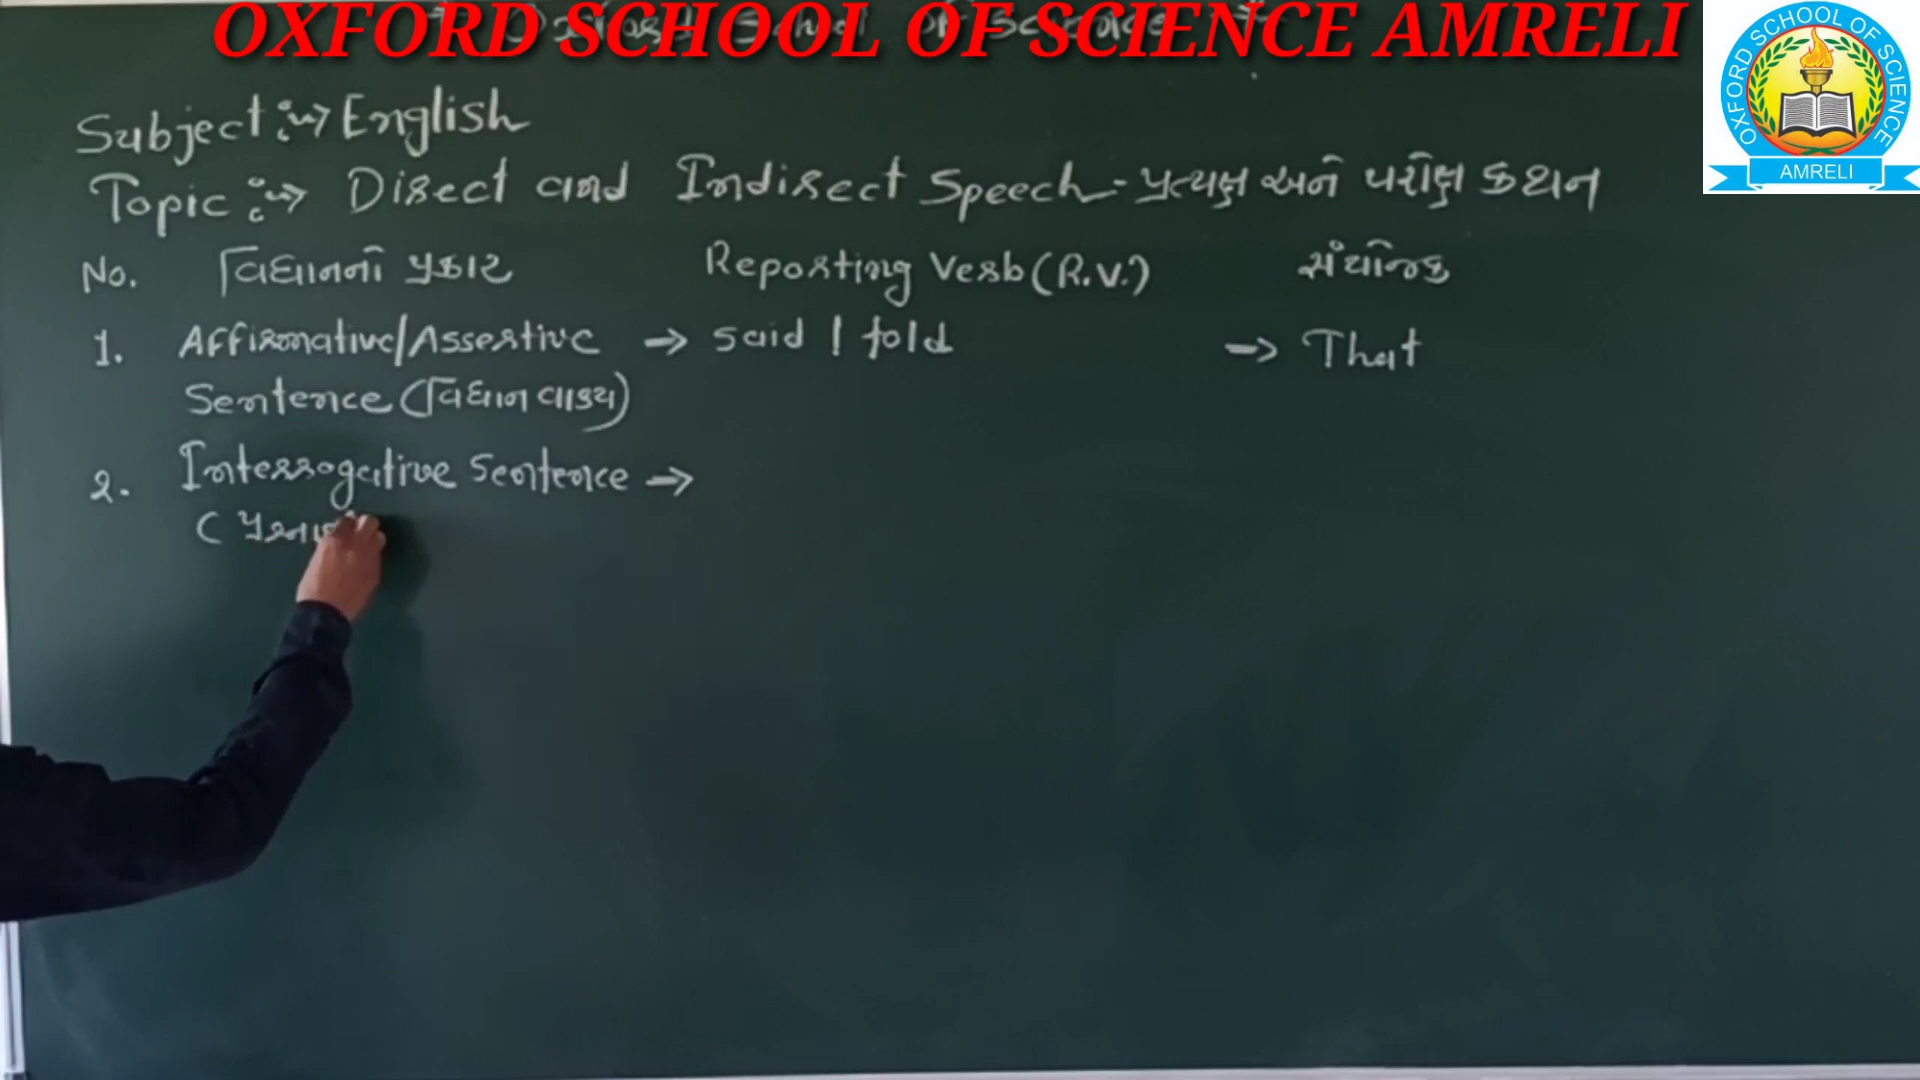 OXFORD SCHOOL OF SCIENCE AMRELI
OXFORD SCHOOL OF SCIENCE
AMRELI
Subject :~> English
Topic :~> Direct and Indirect Speech - પ્રત્યક્ષ અને પરોક્ષ કથન
No. વિધાનનો પ્રકાર Reporting Verb (R.V.) સંયોજક
1. Affirmative/Assertive → said / told → That
Sentence (વિધાન વાક્ય)
2. Interrogative Sentence →